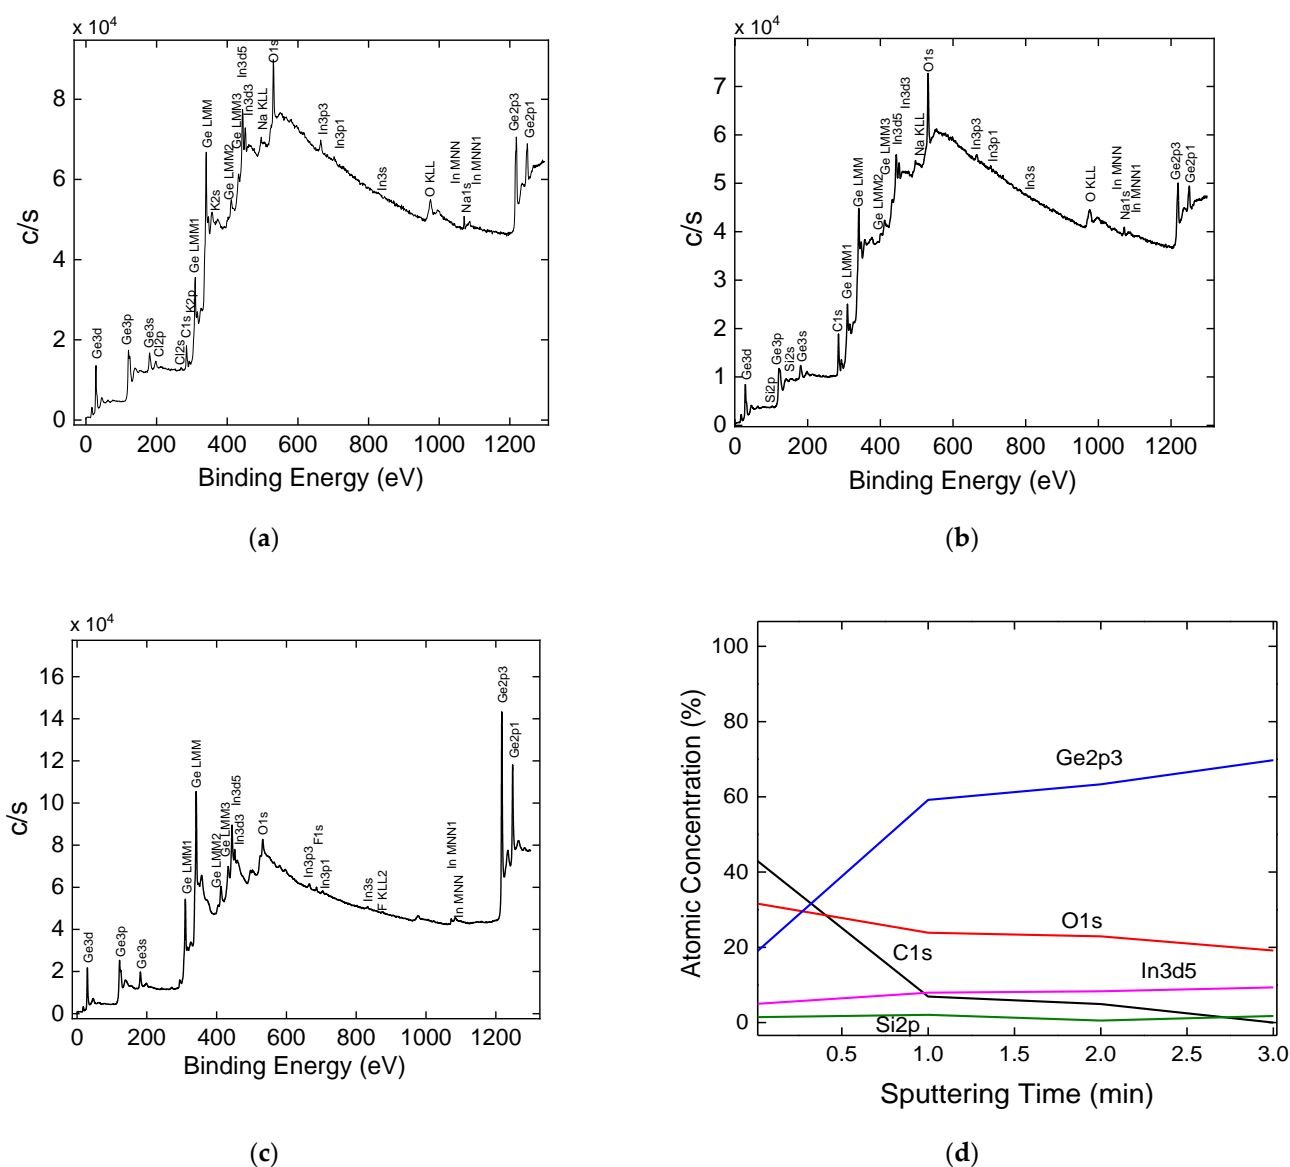 x 10⁴
8
6
4
2
0
c/s
Ge3d
Ge3p
Ge3s
Cl2p
Cl2s
C1s
K2p
Ge LMM1
Ge LMM
K2s
Ge LMM2
Ge LMM3
In3d5
In3d3
Na KLL
O1s
In3p3
In3p1
In3s
O KLL
Na1s
In MNN
In MNN1
Ge2p3
Ge2p1
0 200 400 600 800 1000 1200
Binding Energy (eV)
(a)
x 10⁴
7
6
5
4
3
2
1
0
c/s
Ge3d
Si2p
Ge3p
Si2s
Ge3s
C1s
Ge LMM1
Ge LMM
Ge LMM2
Ge LMM3
In3d5
In3d3
Na KLL
O1s
In3p3
In3p1
In3s
O KLL
In MNN
Na1s
In MNN1
Ge2p3
Ge2p1
0 200 400 600 800 1000 1200
Binding Energy (eV)
(b)
x 10⁴
16
14
12
10
8
6
4
2
0
c/s
Ge3d
Ge3p
Ge3s
Ge LMM1
Ge LMM
Ge LMM2
Ge LMM3
In3d5
In3d3
O1s
In3p3
F1s
In3p1
In3s
F KLL2
In MNN1
In MNN
Ge2p3
Ge2p1
0 200 400 600 800 1000 1200
Binding Energy (eV)
(c)
100
80
60
40
20
0
Atomic Concentration (%)
Ge2p3
O1s
C1s
In3d5
Si2p
0.5 1.0 1.5 2.0 2.5 3.0
Sputtering Time (min)
(d)